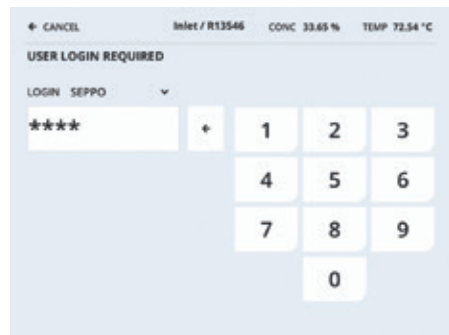 ← CANCEL Inlet / R13546 CONC 33.65 % TEMP 72.54 °C
USER LOGIN REQUIRED
LOGIN SEPPO
**** ← 1 2 3
4 5 6
7 8 9
0